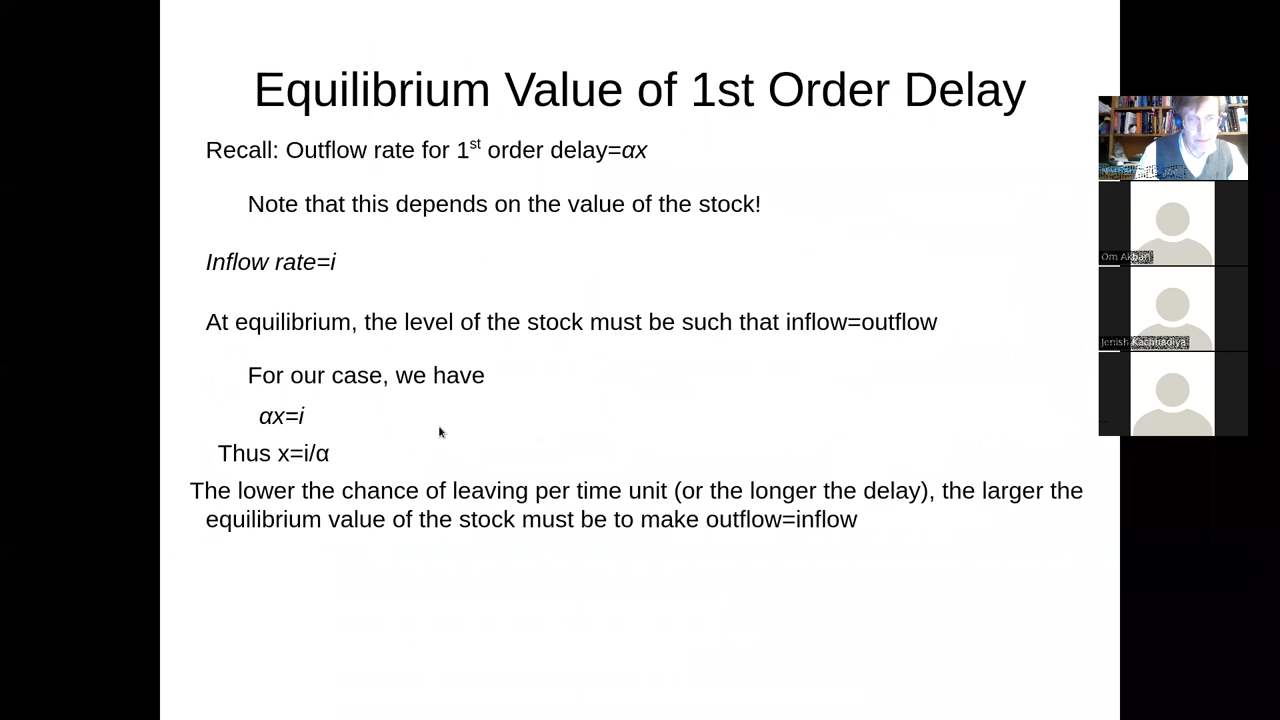 Equilibrium Value of 1st Order Delay
Recall: Outflow rate for 1st order delay=αx
Note that this depends on the value of the stock!
Inflow rate=i
At equilibrium, the level of the stock must be such that inflow=outflow
For our case, we have
αx=i
Thus x=i/α
The lower the chance of leaving per time unit (or the longer the delay), the larger the
equilibrium value of the stock must be to make outflow=inflow
Om Akbari
Jenish Kachhadiya